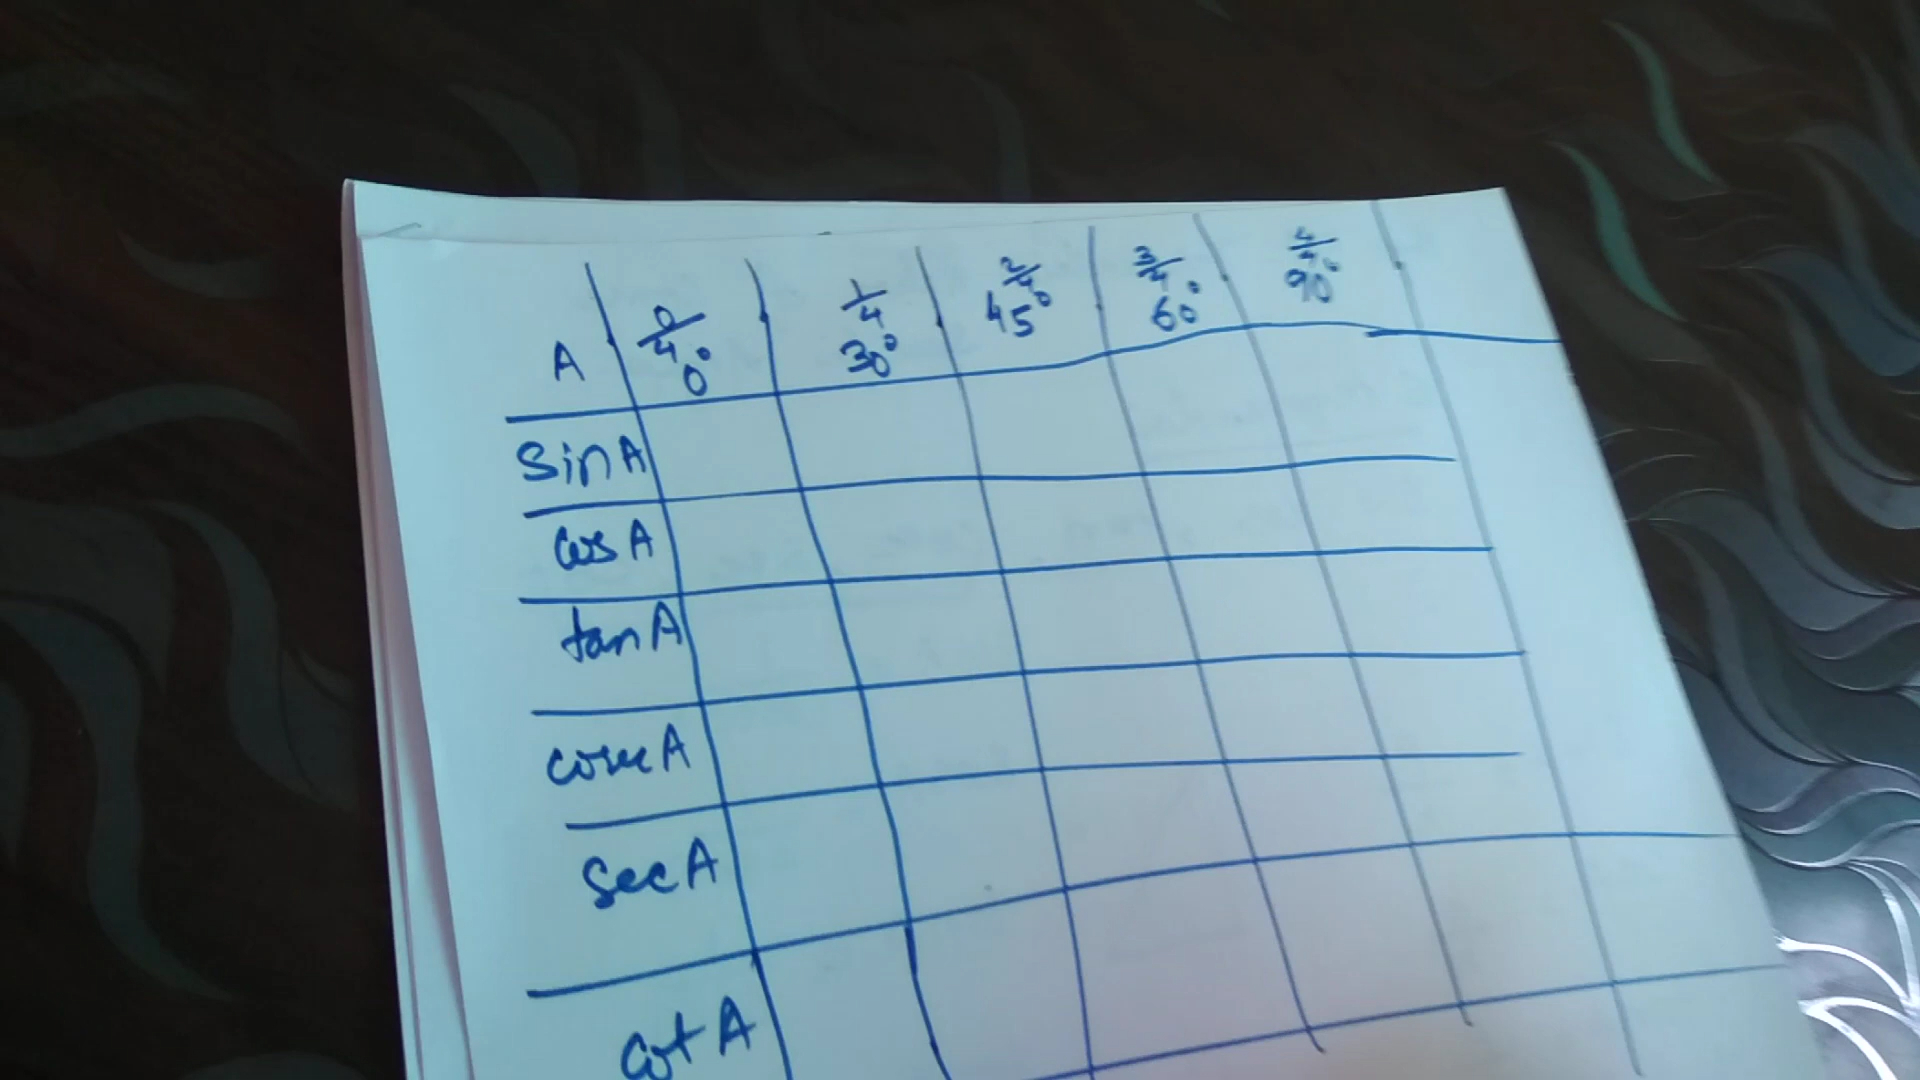 A 0/4 0° 1/4 30° 2/4 45° 3/4 60° 4/4 90°
sin A
cos A
tan A
cosec A
sec A
cot A